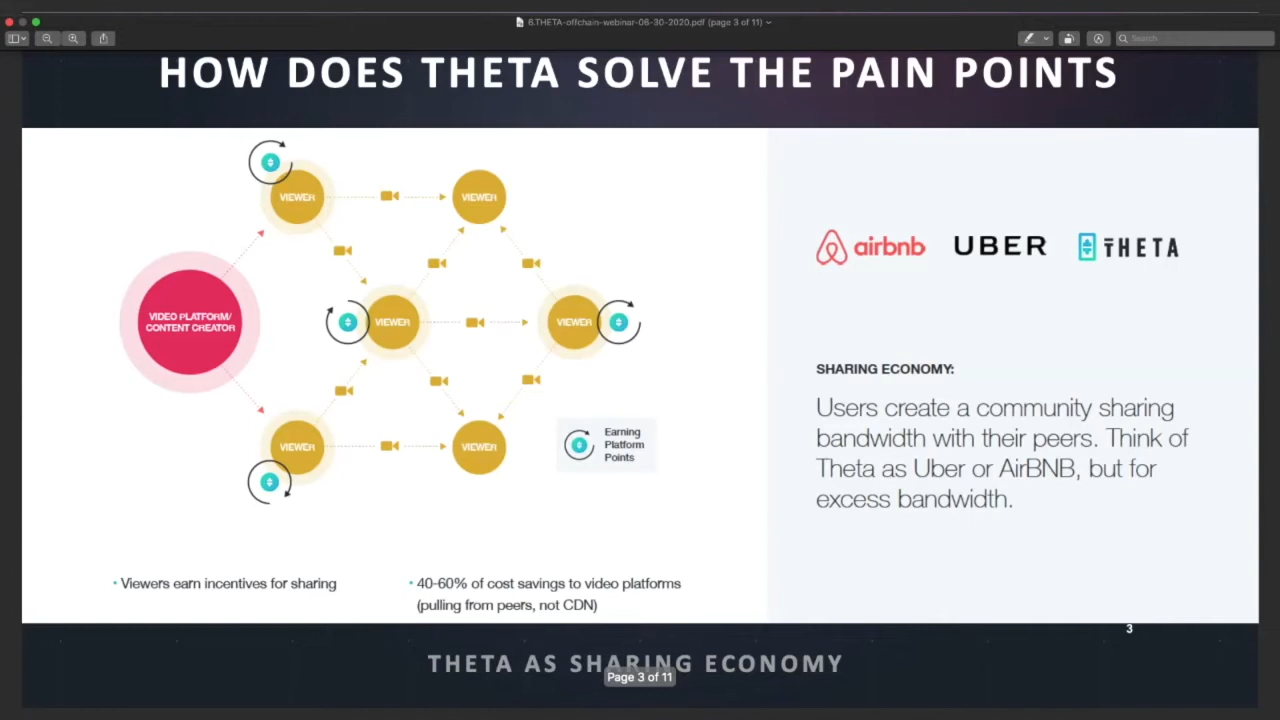 6.THETA-offchain-webinar-06-30-2020.pdf (page 3 of 11)
Search
HOW DOES THETA SOLVE THE PAIN POINTS
VIEWER
VIEWER
VIDEO PLATFORM/
CONTENT CREATOR
VIEWER
VIEWER
VIEWER
VIEWER
Earning
Platform
Points
• Viewers earn incentives for sharing
• 40-60% of cost savings to video platforms
(pulling from peers, not CDN)
airbnb
UBER
THETA
SHARING ECONOMY:
Users create a community sharing
bandwidth with their peers. Think of
Theta as Uber or AirBNB, but for
excess bandwidth.
3
THETA AS SHARING ECONOMY
Page 3 of 11